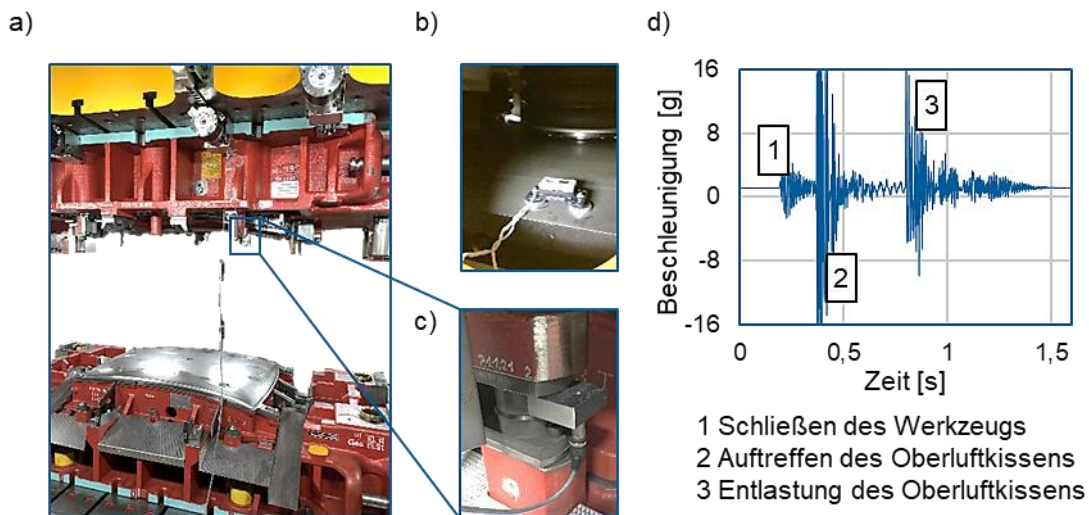 a)
b)
c)
d)
Beschleunigung [g]
16
8
0
-8
-16
1
2
3
0
0,5
1
1,5
Zeit [s]
1 Schließen des Werkzeugs
2 Auftreffen des Oberluftkissens
3 Entlastung des Oberluftkissens